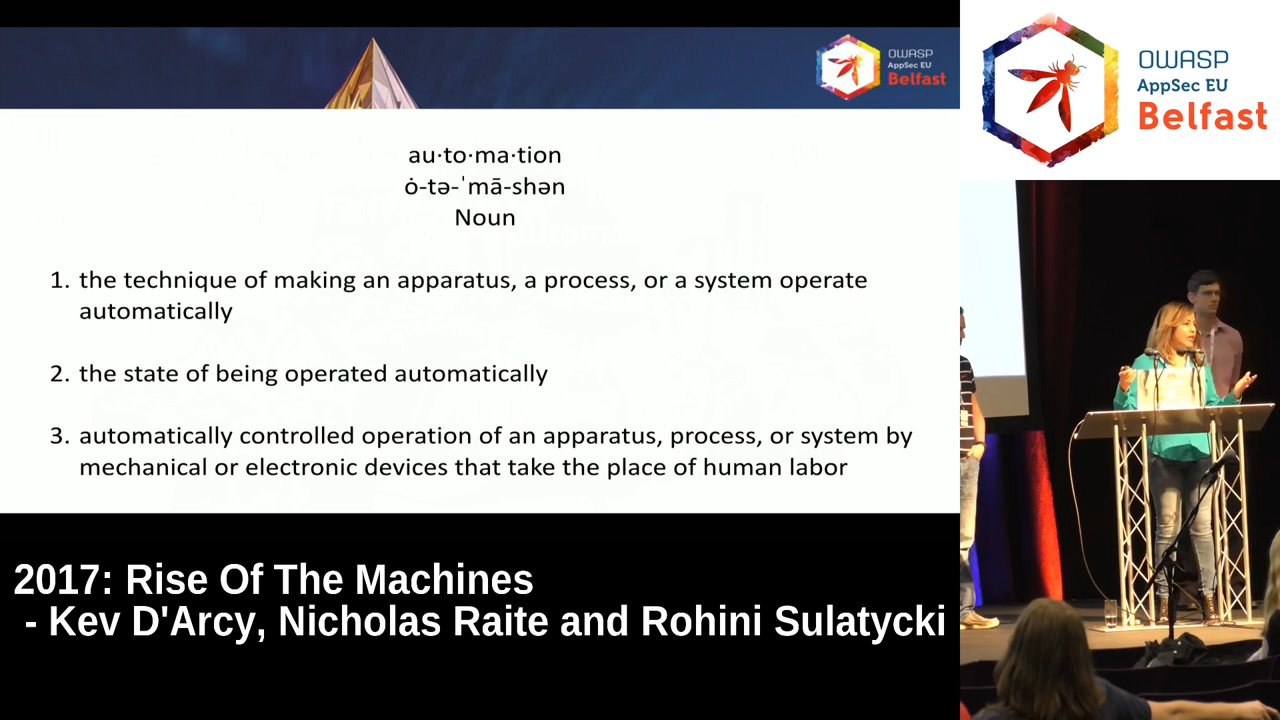 OWASP
AppSec EU
Belfast
au·to·ma·tion
ȯ-tə-ˈmā-shən
Noun
1. the technique of making an apparatus, a process, or a system operate
automatically
2. the state of being operated automatically
3. automatically controlled operation of an apparatus, process, or system by
mechanical or electronic devices that take the place of human labor
2017: Rise Of The Machines
- Kev D'Arcy, Nicholas Raite and Rohini Sulatycki
OWASP
AppSec EU
Belfast